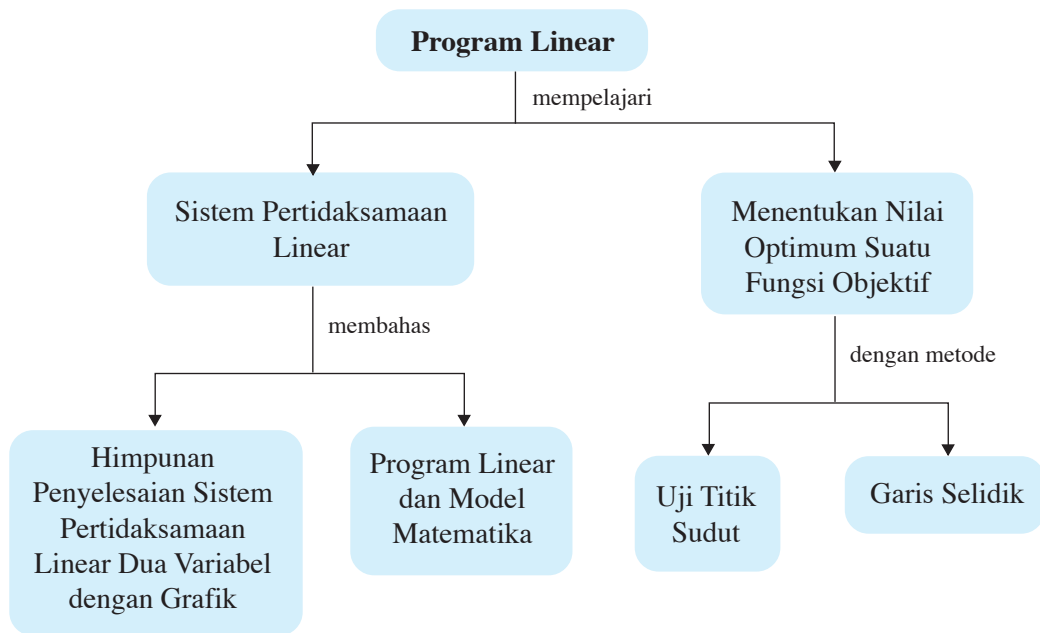 Program Linear
mempelajari
Sistem Pertidaksamaan
Linear
Menentukan Nilai
Optimum Suatu
Fungsi Objektif
membahas
dengan metode
Himpunan
Penyelesaian Sistem
Pertidaksamaan
Linear Dua Variabel
dengan Grafik
Program Linear
dan Model
Matematika
Uji Titik
Sudut
Garis Selidik